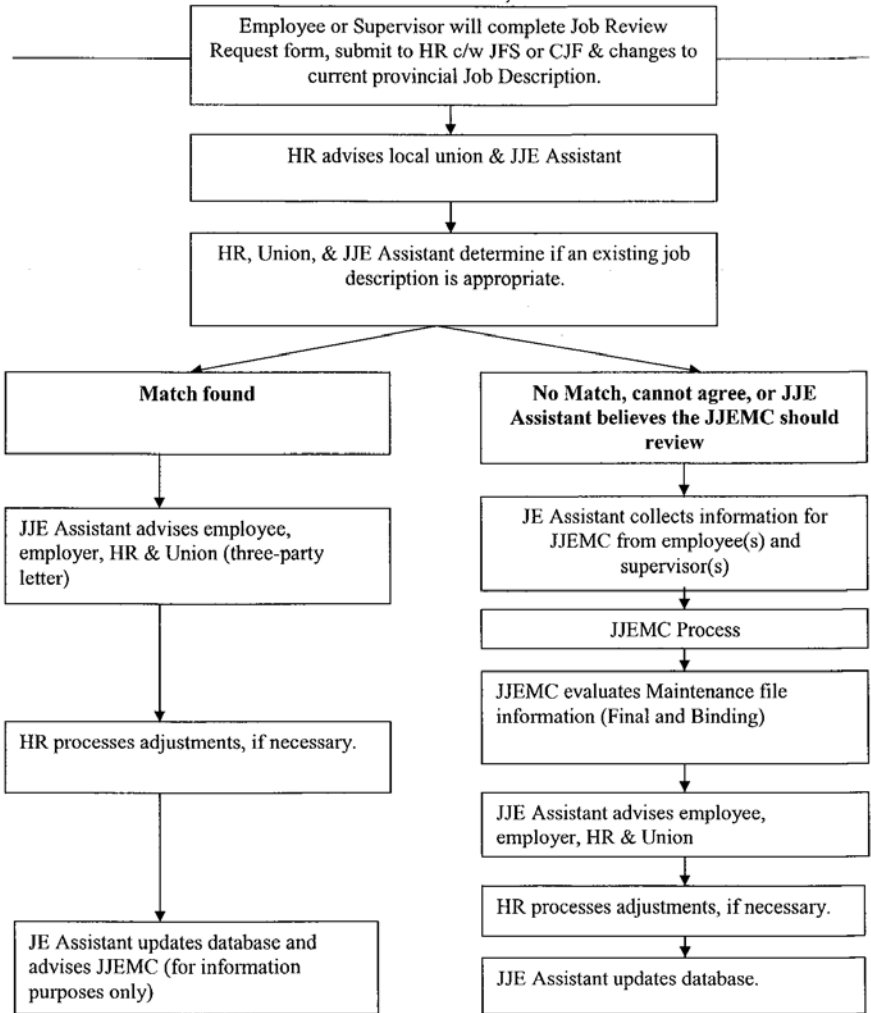 Employee or Supervisor will complete Job Review
Request form, submit to HR c/w JFS or CJF & changes to
current provincial Job Description.
HR advises local union & JJE Assistant
HR, Union, & JJE Assistant determine if an existing job
description is appropriate.
Match found
JJE Assistant advises employee,
employer, HR & Union (three-party
letter)
HR processes adjustments, if necessary.
JE Assistant updates database and
advises JJEMC (for information
purposes only)
No Match, cannot agree, or JJE
Assistant believes the JJEMC should
review
JE Assistant collects information for
JJEMC from employee(s) and
supervisor(s)
JJEMC Process
JJEMC evaluates Maintenance file
information (Final and Binding)
JJE Assistant advises employee,
employer, HR & Union
HR processes adjustments, if necessary.
JJE Assistant updates database.